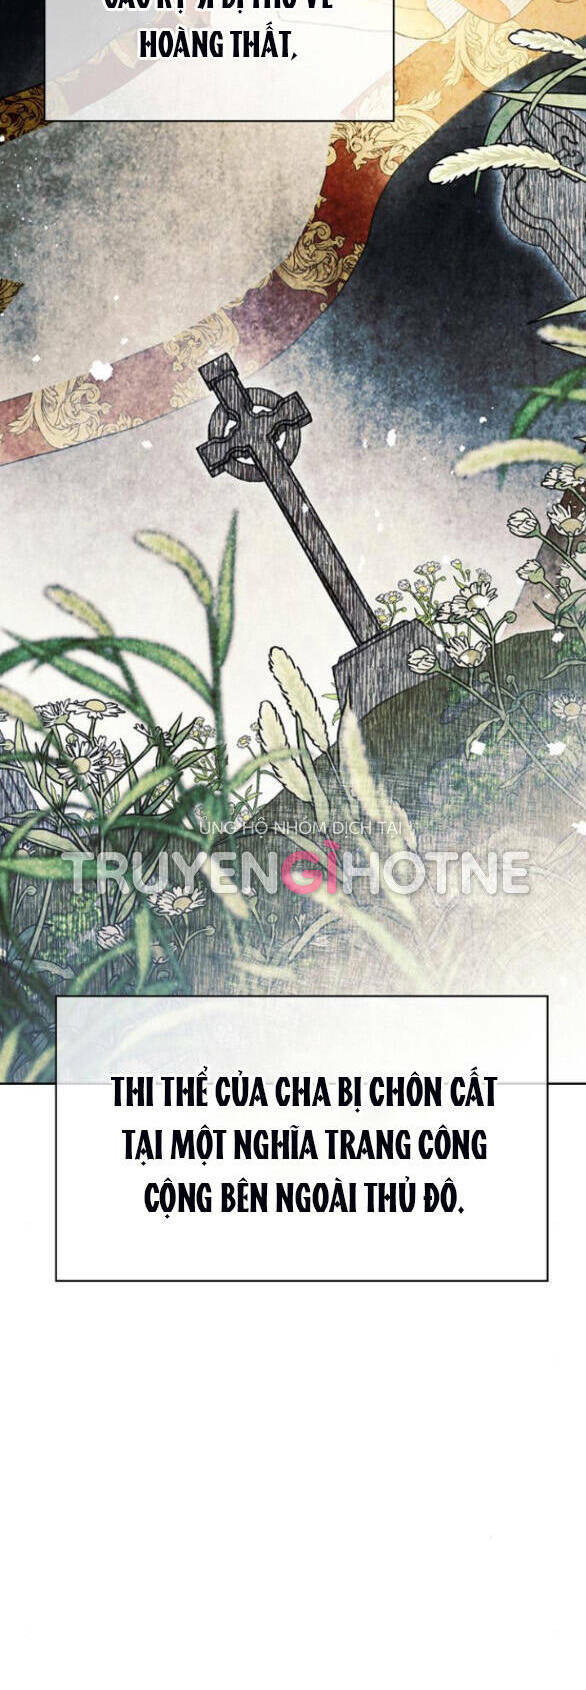 HOÀNG THẤT,
ỦNG HỘ NHÓM DỊCH TẠI
TRUYENGIHOTNE
THI THỂ CỦA CHA BỊ CHÔN CẤT
TẠI MỘT NGHĨA TRANG CÔNG
CỘNG BÊN NGOÀI THỦ ĐÔ.